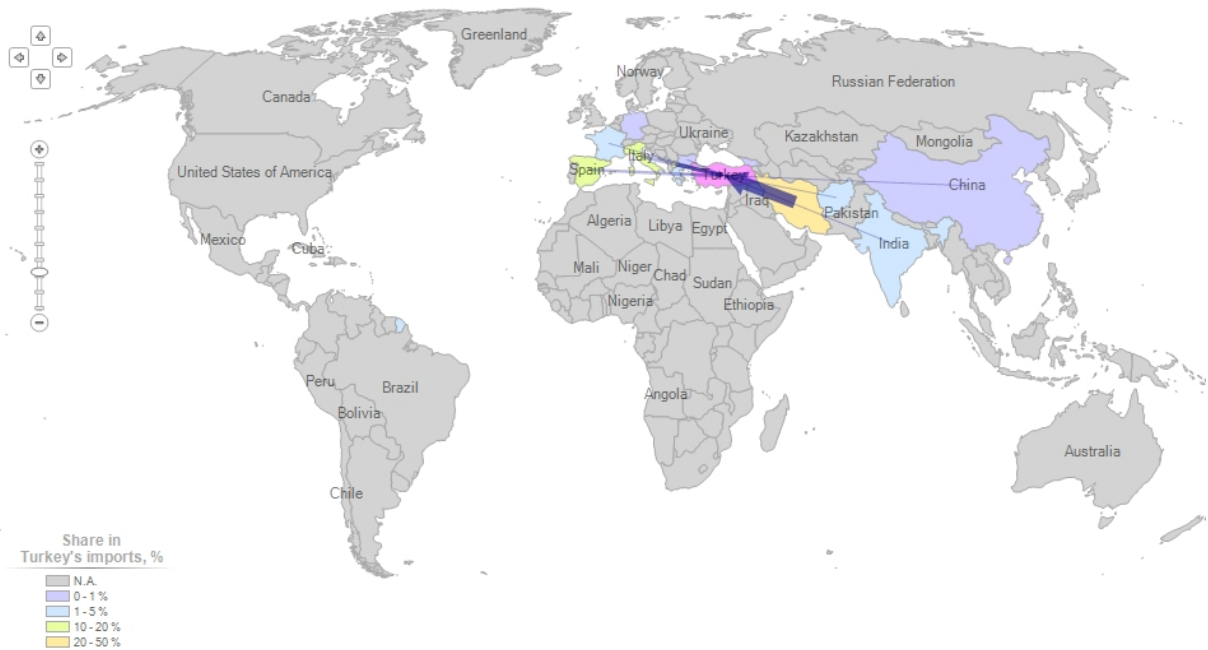 Greenland
Norway
Russian Federation
Canada
Ukraine
Kazakhstan
Mongolia
Italy
United States of America
Spain
Turkey
China
Iraq
Pakistan
Mexico
Algeria
Libya
Egypt
India
Cuba
Mali
Niger
Chad
Sudan
Nigeria
Ethiopia
Peru
Brazil
Angola
Bolivia
Australia
Chile
Share in
Turkey's imports, %
N.A.
0 - 1 %
1 - 5 %
10 - 20 %
20 - 50 %